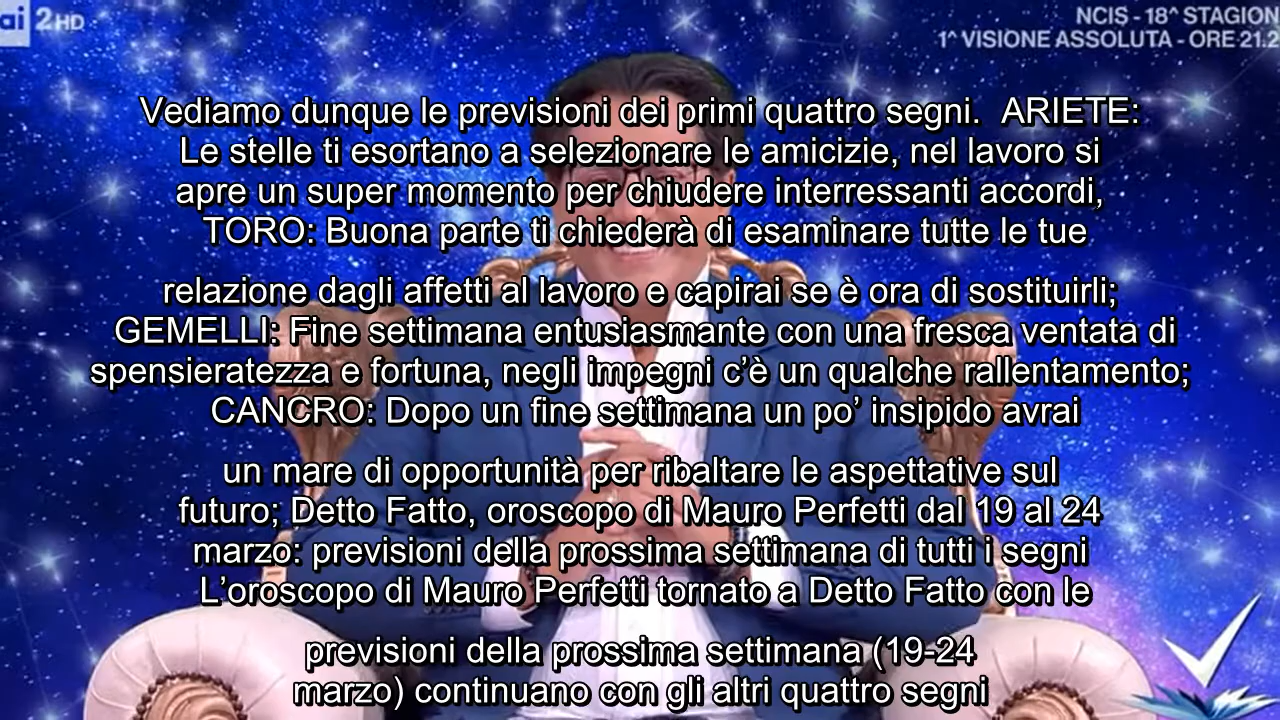 ai 2HD
NCIS - 18^ STAGION
1^ VISIONE ASSOLUTA - ORE 21.2
Vediamo dunque le previsioni dei primi quattro segni.  ARIETE:
Le stelle ti esortano a selezionare le amicizie, nel lavoro si
apre un super momento per chiudere interressanti accordi,
TORO: Buona parte ti chiederà di esaminare tutte le tue
relazione dagli affetti al lavoro e capirai se è ora di sostituirli;
GEMELLI: Fine settimana entusiasmante con una fresca ventata di
spensieratezza e fortuna, negli impegni c’è un qualche rallentamento;
CANCRO: Dopo un fine settimana un po’ insipido avrai
un mare di opportunità per ribaltare le aspettative sul
futuro; Detto Fatto, oroscopo di Mauro Perfetti dal 19 al 24
marzo: previsioni della prossima settimana di tutti i segni
L’oroscopo di Mauro Perfetti tornato a Detto Fatto con le
previsioni della prossima settimana (19-24
marzo) continuano con gli altri quattro segni